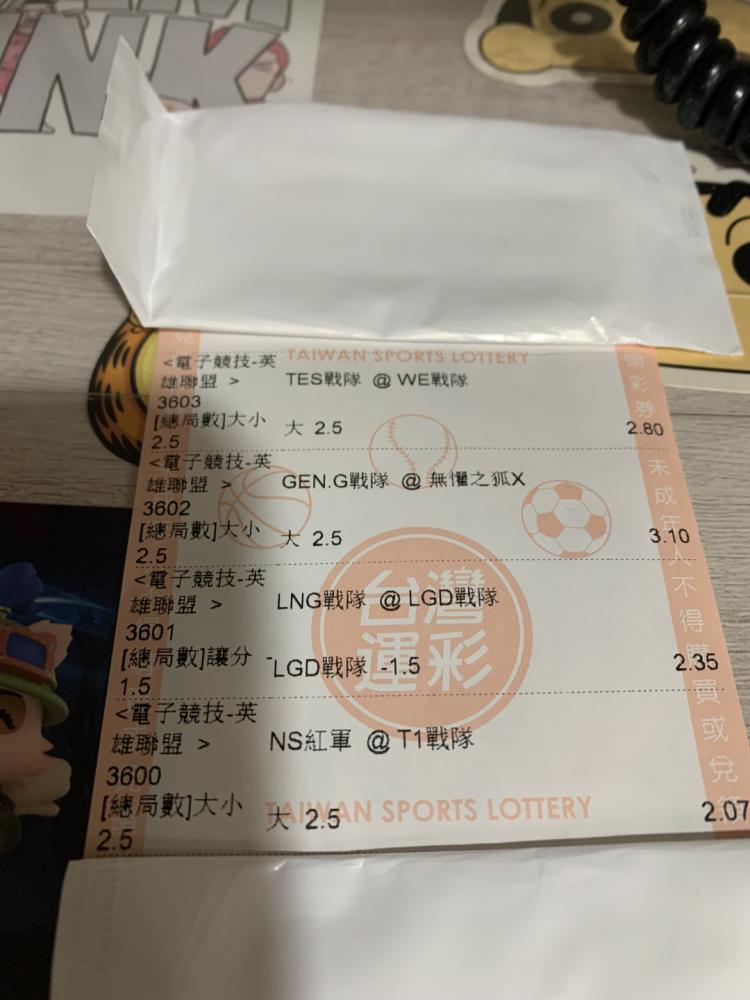 NK
TAIWAN SPORTS LOTTERY
<電子競技-英
雄聯盟 > TES戰隊 @ WE戰隊
3603
[總局數]大小 大 2.5 2.80
2.5
<電子競技-英
雄聯盟 > GEN.G戰隊 @ 無懼之狐X
3602
[總局數]大小 大 2.5 3.10
2.5
<電子競技-英
雄聯盟 > LNG戰隊 @ LGD戰隊
3601
[總局數]讓分 - LGD戰隊 -1.5 2.35
1.5
<電子競技-英
雄聯盟 > NS紅軍 @ T1戰隊
3600
[總局數]大小 大 2.5 2.07
2.5
TAIWAN SPORTS LOTTERY
台灣
運彩
彩券
未成年人不得購買或兌